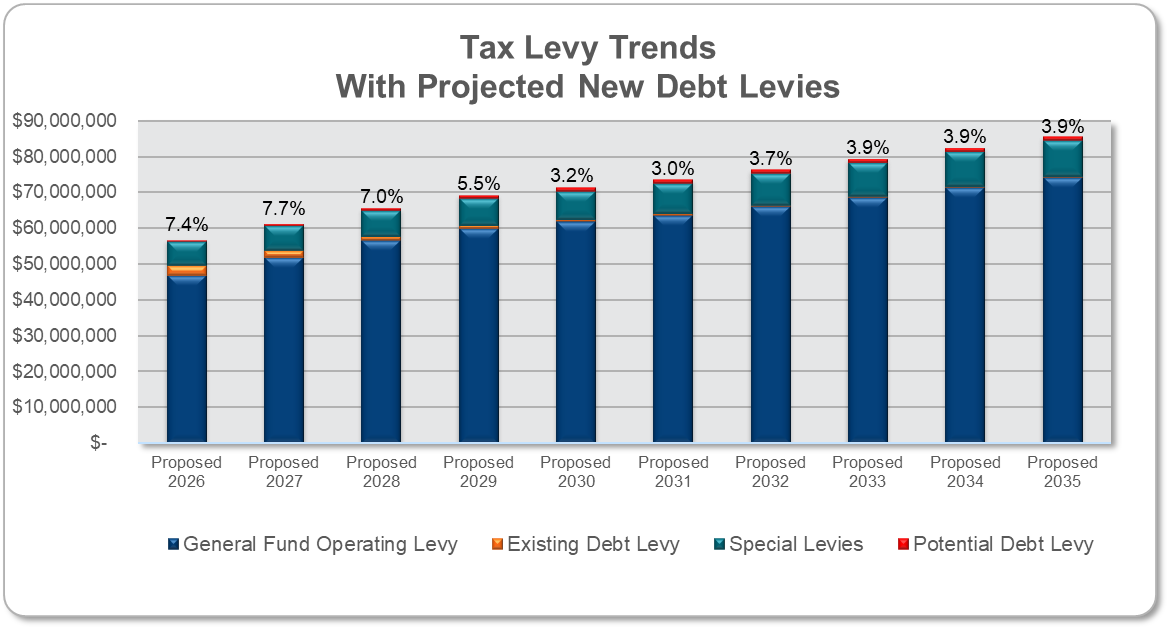 Tax Levy Trends
With Projected New Debt Levies
$90,000,000
$80,000,000
$70,000,000
$60,000,000
$50,000,000
$40,000,000
$30,000,000
$20,000,000
$10,000,000
$-
7.4%
7.7%
7.0%
5.5%
3.2%
3.0%
3.7%
3.9%
3.9%
3.9%
Proposed 2026
Proposed 2027
Proposed 2028
Proposed 2029
Proposed 2030
Proposed 2031
Proposed 2032
Proposed 2033
Proposed 2034
Proposed 2035
General Fund Operating Levy
Existing Debt Levy
Special Levies
Potential Debt Levy